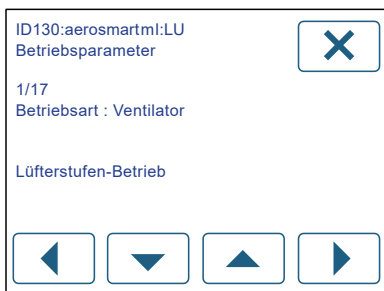 ID130:aerosmartml:LU
Betriebsparameter
1/17
Betriebsart : Ventilator
Lüfterstufen-Betrieb